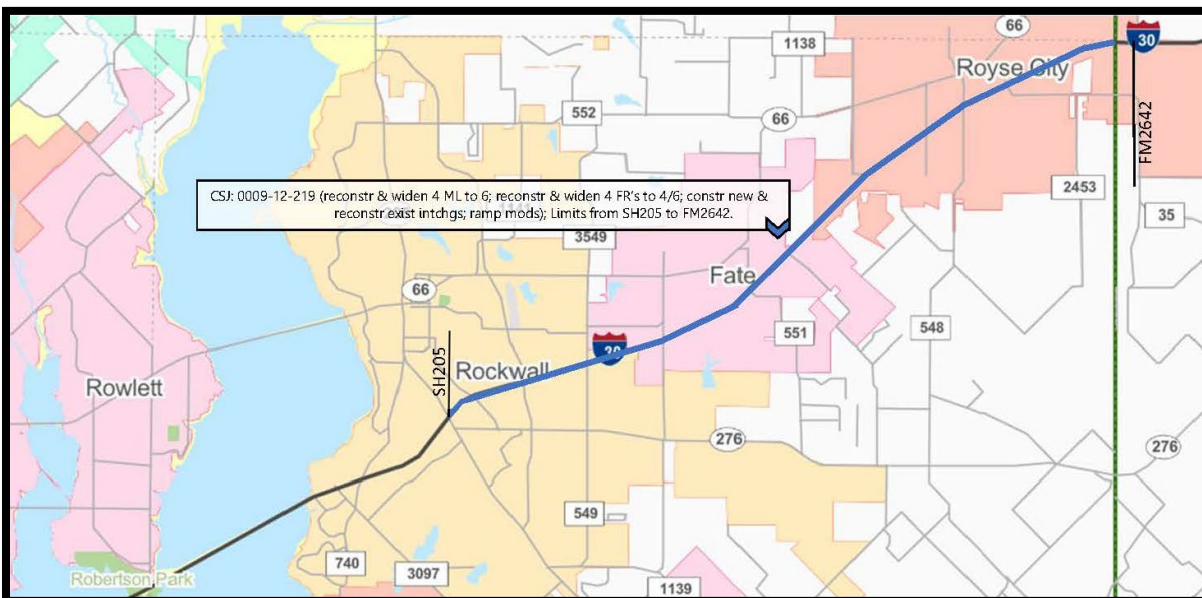 66
30
1138
Royse City
552
66
FM2642
2453
CSJ: 0009-12-219 (reconstr & widen 4 ML to 6; reconstr & widen 4 FR's to 4/6; constr new &
reconstr exist intchgs; ramp mods); Limits from SH205 to FM2642.
35
3549
Fate
66
551
548
SH205
Rockwall
Rowlett
276
276
549
740
3097
Robertson Park
1139